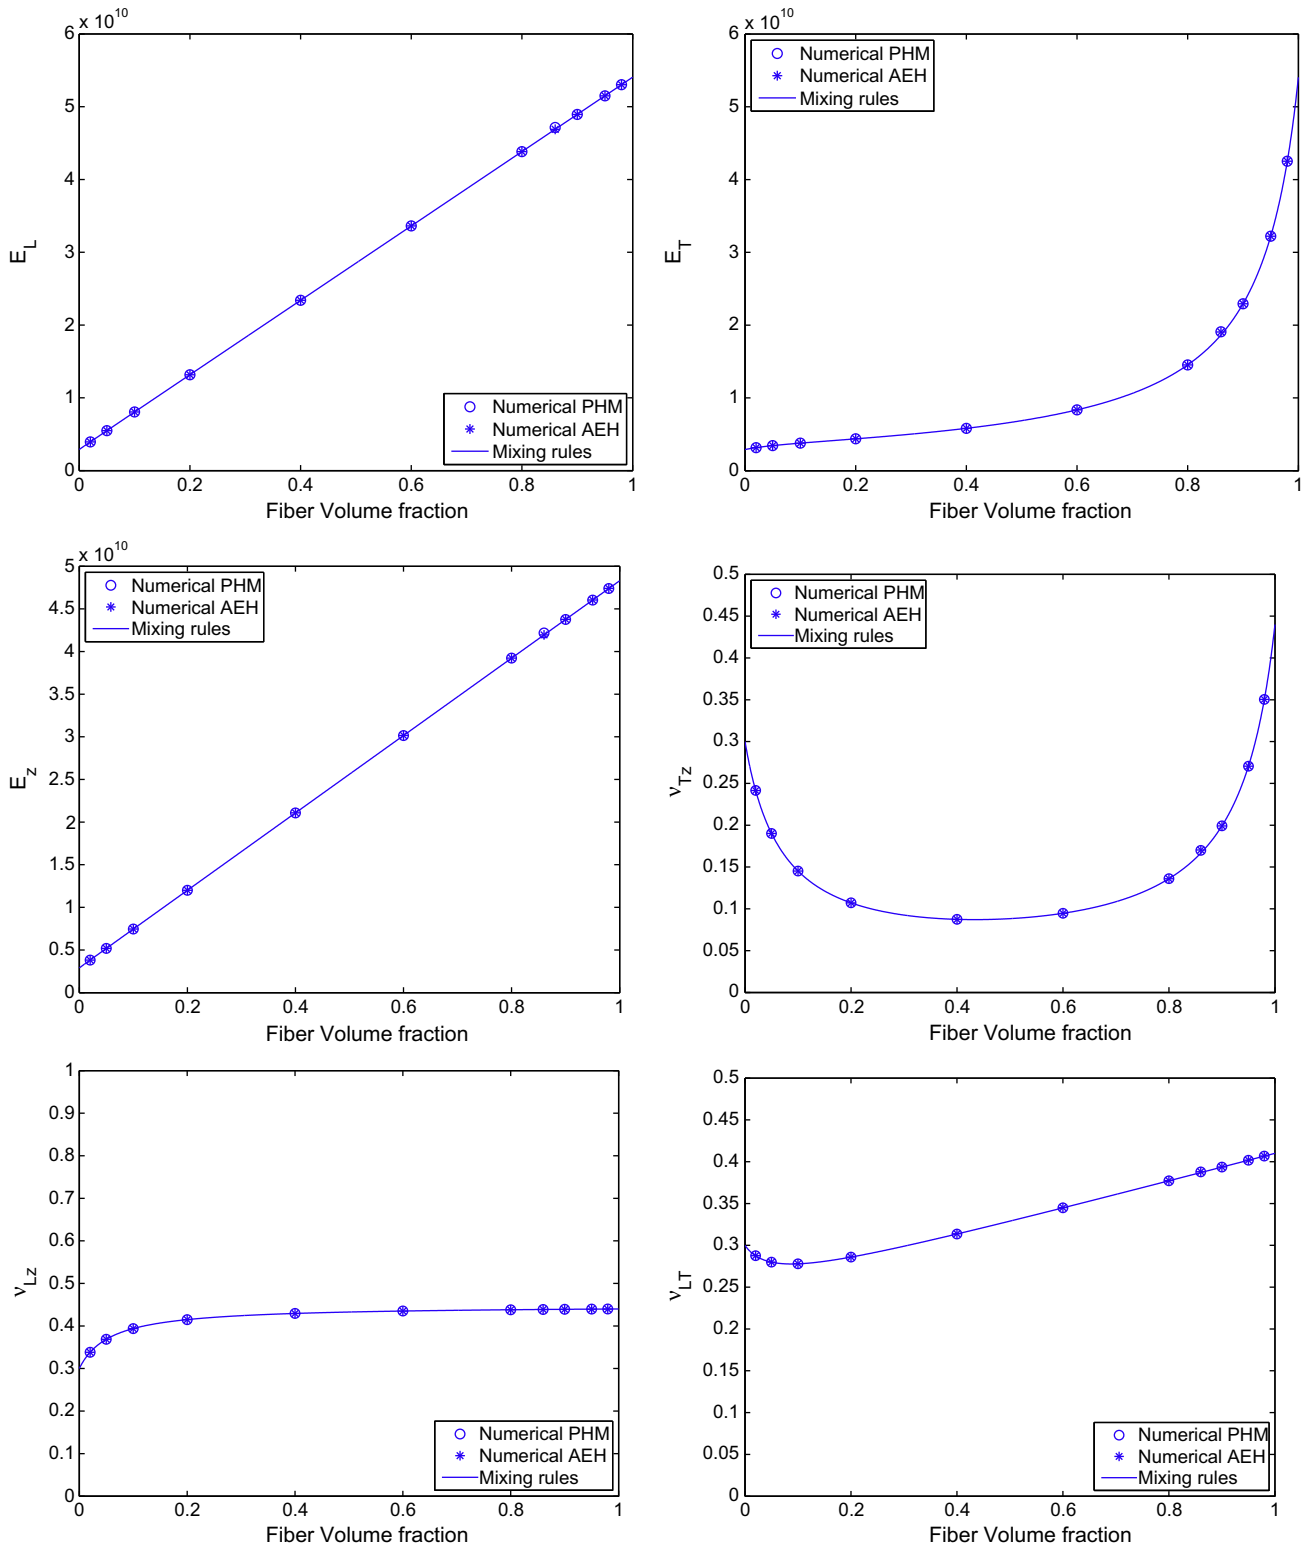 x 10^10
6
5
4
3
2
1
0
E_L
0 0.2 0.4 0.6 0.8 1
Fiber Volume fraction
Numerical PHM
Numerical AEH
Mixing rules
x 10^10
6
5
4
3
2
1
0
E_T
0 0.2 0.4 0.6 0.8 1
Fiber Volume fraction
Numerical PHM
Numerical AEH
Mixing rules
x 10^10
5
4.5
4
3.5
3
2.5
2
1.5
1
0.5
0
E_z
0 0.2 0.4 0.6 0.8 1
Fiber Volume fraction
Numerical PHM
Numerical AEH
Mixing rules
0.5
0.45
0.4
0.35
0.3
0.25
0.2
0.15
0.1
0.05
0
ν_Tz
0 0.2 0.4 0.6 0.8 1
Fiber Volume fraction
Numerical PHM
Numerical AEH
Mixing rules
1
0.9
0.8
0.7
0.6
0.5
0.4
0.3
0.2
0.1
0
ν_Lz
0 0.2 0.4 0.6 0.8 1
Fiber Volume fraction
Numerical PHM
Numerical AEH
Mixing rules
0.5
0.45
0.4
0.35
0.3
0.25
0.2
0.15
0.1
0.05
0
ν_LT
0 0.2 0.4 0.6 0.8 1
Fiber Volume fraction
Numerical PHM
Numerical AEH
Mixing rules